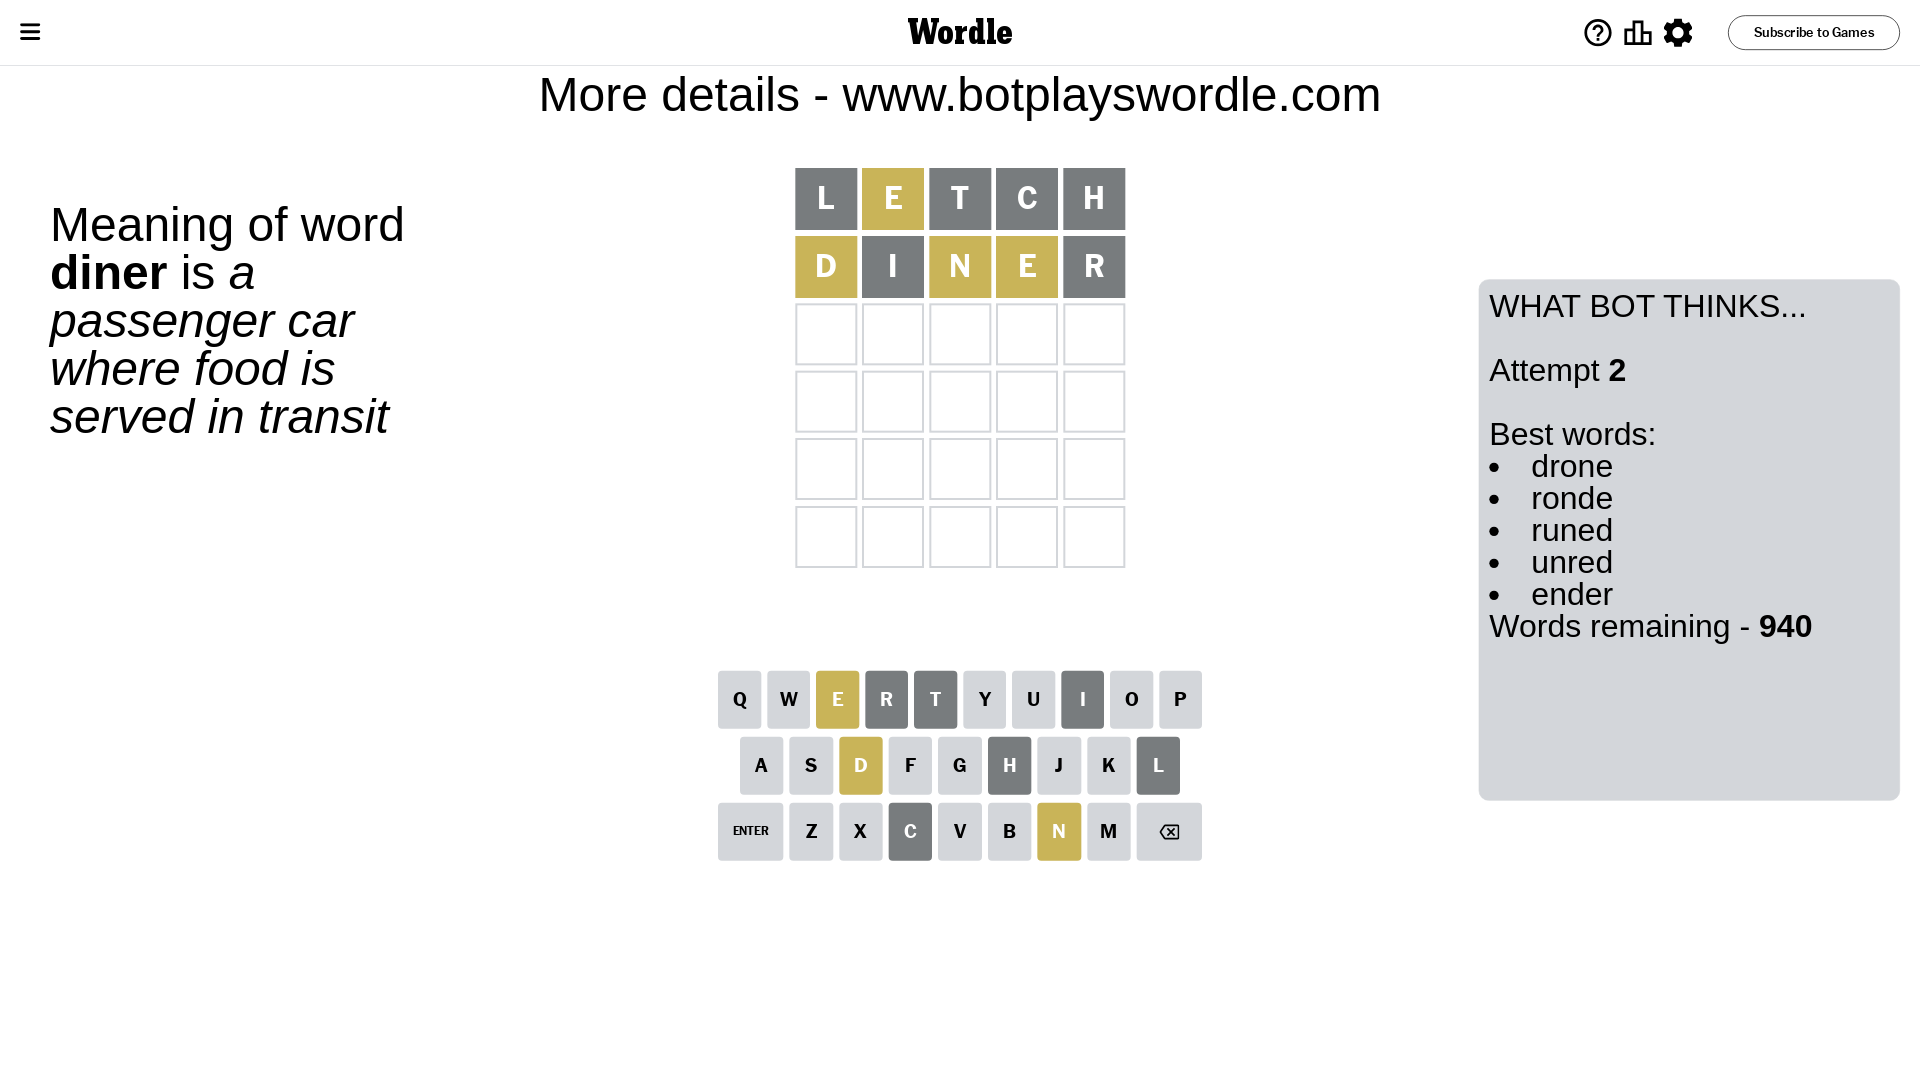 Wordle
Subscribe to Games
More details - www.botplayswordle.com
Meaning of word
diner is a
passenger car
where food is
served in transit
L E T C H
D I N E R
WHAT BOT THINKS...
Attempt 2
Best words:
• drone
• ronde
• runed
• unred
• ender
Words remaining - 940
Q W E R T Y U I O P
A S D F G H J K L
ENTER Z X C V B N M